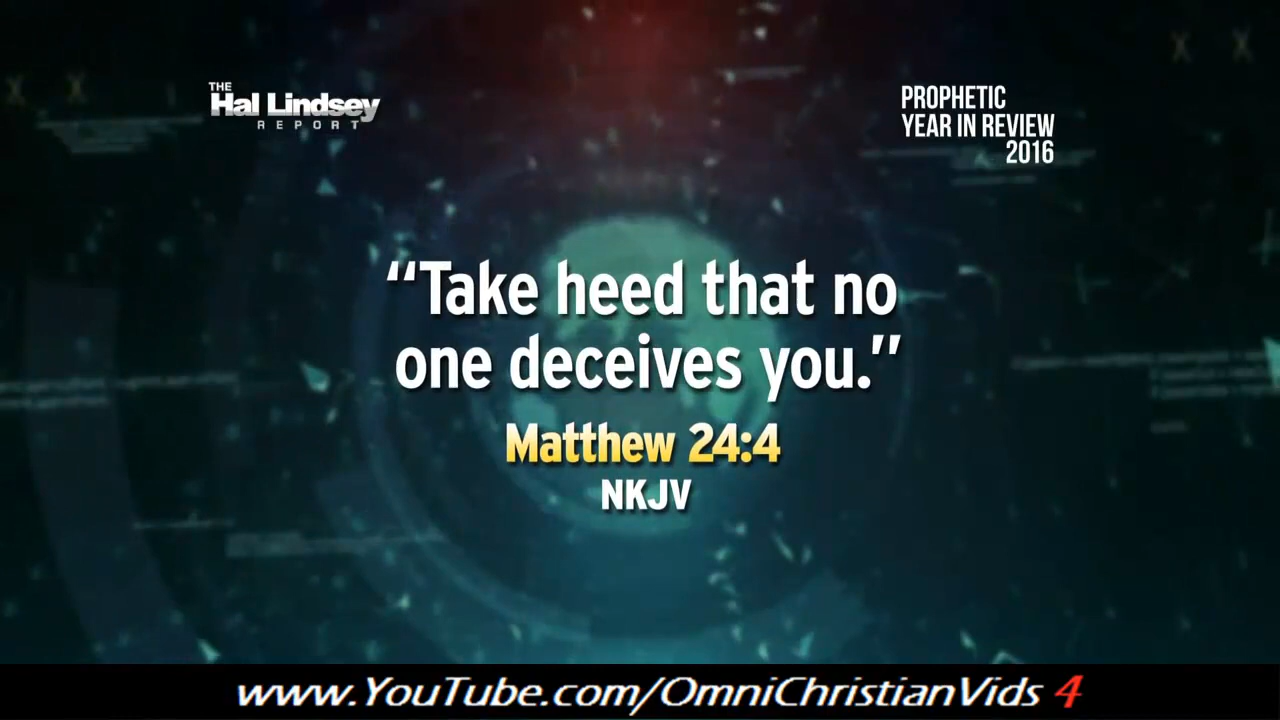 THE
Hal Lindsey
REPORT
PROPHETIC
YEAR IN REVIEW
2016
“Take heed that no
one deceives you.”
Matthew 24:4
NKJV
www.YouTube.com/OmniChristianVids 4